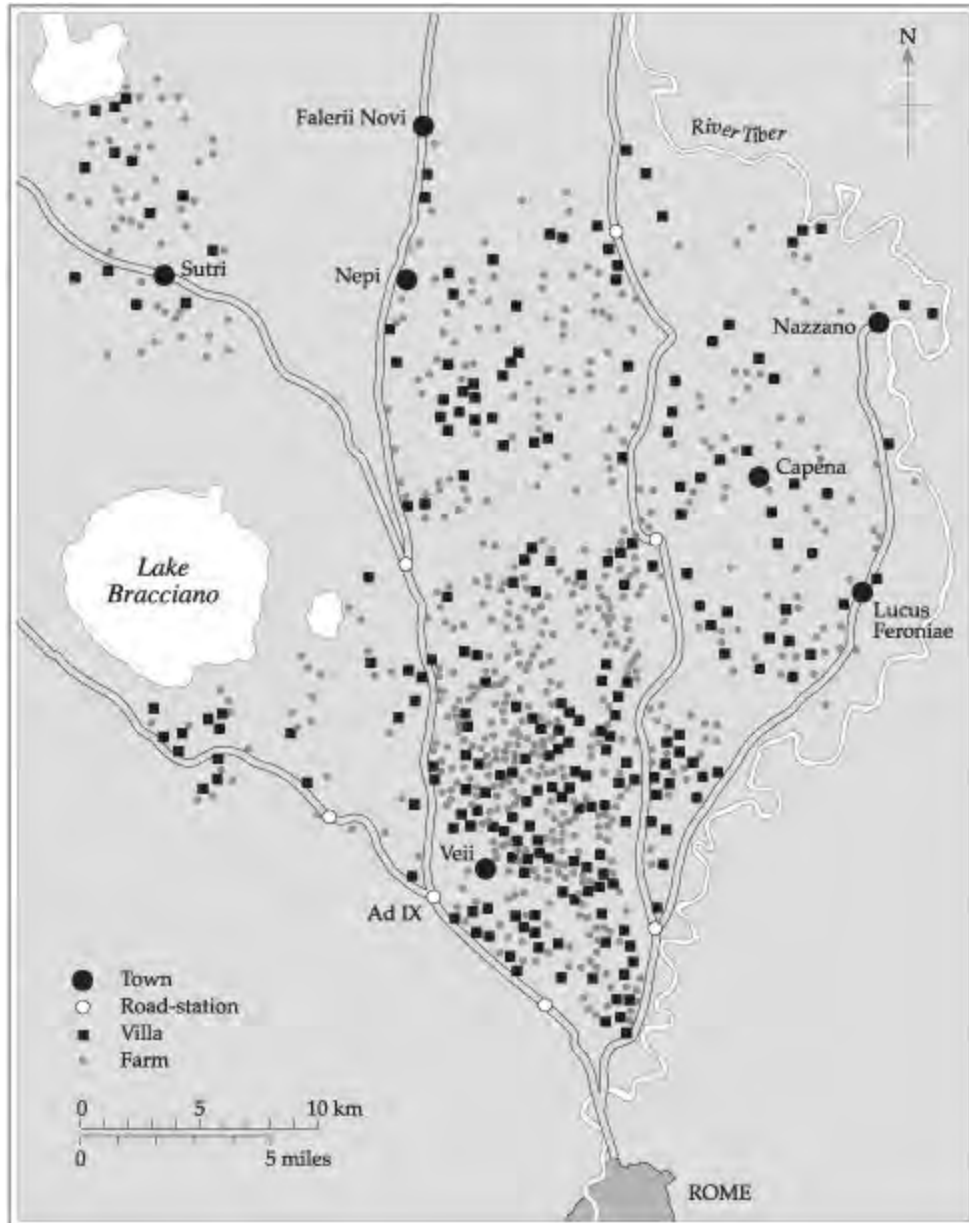 N
Falerii Novi
River Tiber
Sutri
Nepi
Nazzano
Capena
Lake
Bracciano
Lucus
Feroniae
Veii
Ad IX
Town
Road-station
Villa
Farm
0 5 10 km
0 5 miles
ROME